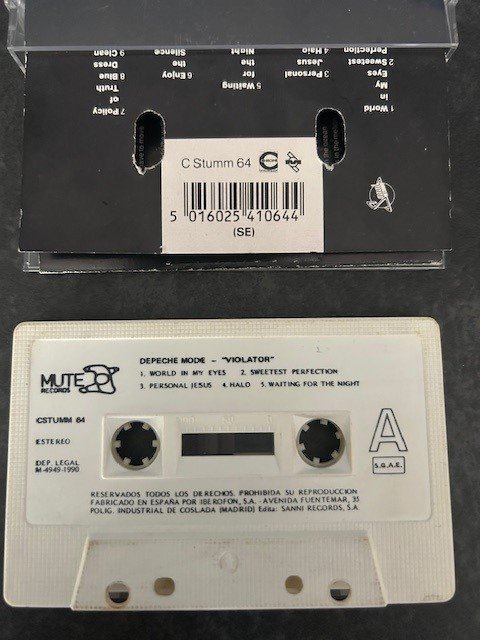 1 World
in
My
Eyes
2 Sweetest
Perfection
3 Personal
Jesus
4 Halo
5 Waiting
for
the
Night
6 Enjoy
the
Silence
7 Policy
of
Truth
8 Blue
Dress
9 Clean
C Stumm 64
5 016025 410644
(SE)
MUTE
RECORDS
DEPECHE MODE - "VIOLATOR"
1. WORLD IN MY EYES 2. SWEETEST PERFECTION
3. PERSONAL JESUS 4. HALO 5. WAITING FOR THE NIGHT
CSTUMM 64
ESTEREO
DEP. LEGAL
M-4949-1990
A
S.G.A.E.
RESERVADOS TODOS LOS DERECHOS. PROHIBIDA SU REPRODUCCION
FABRICADO EN ESPAÑA POR IBEROFON, S.A. - AVENIDA FUENTEMAR, 35
POLIG. INDUSTRIAL DE COSLADA (MADRID) Edita: SANNI RECORDS, S.A.